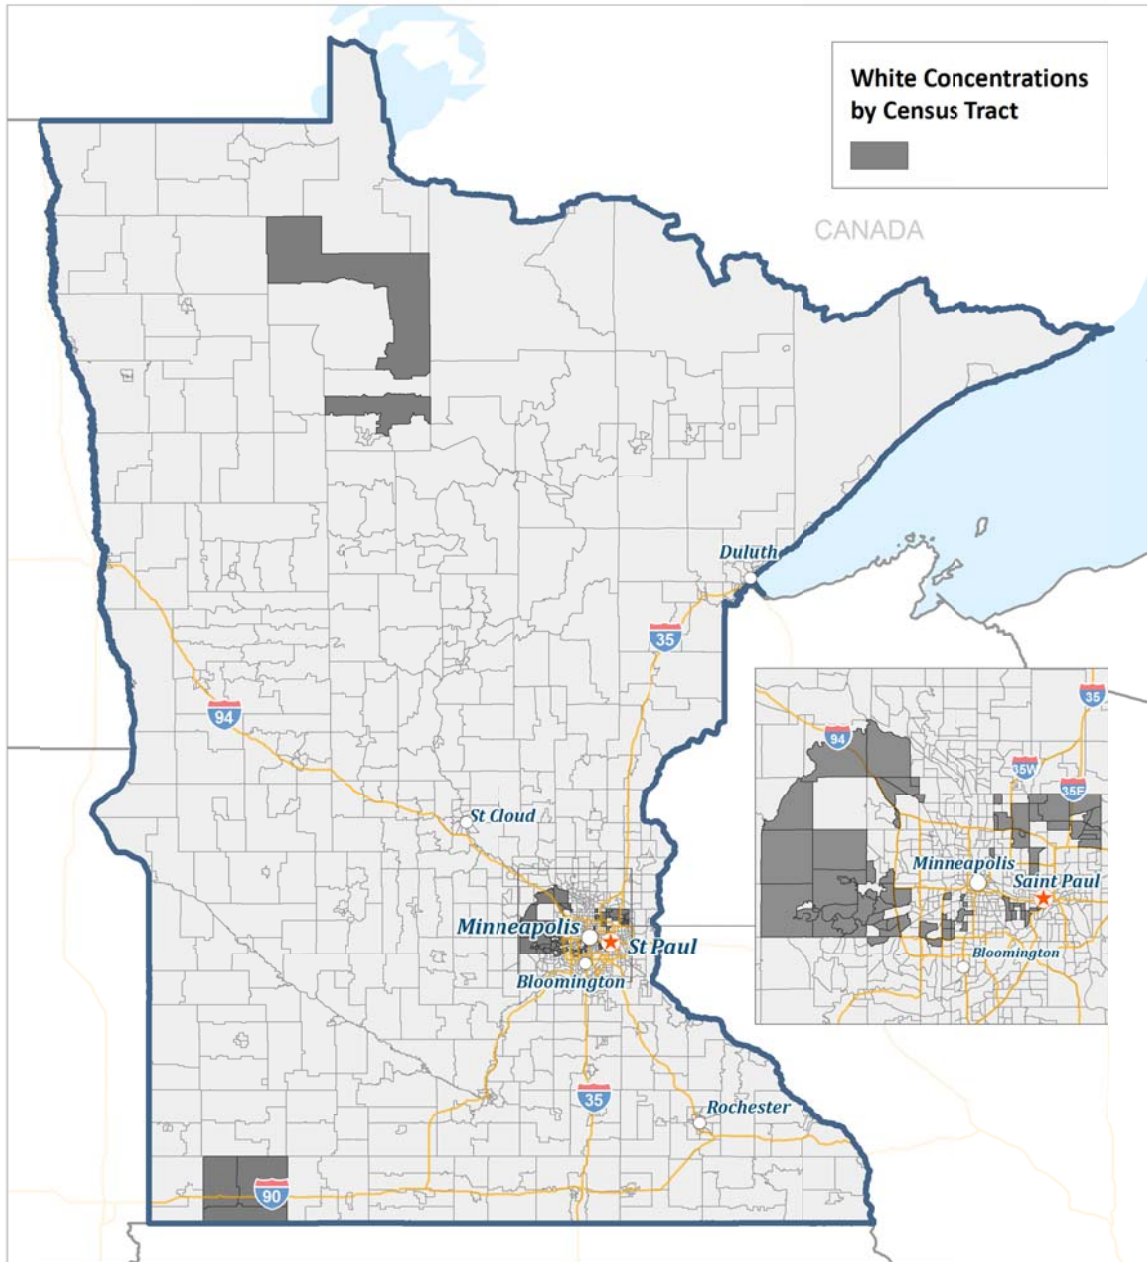 White Concentrations
by Census Tract
CANADA
Duluth
35
94
St Cloud
Minneapolis
St Paul
Bloomington
35
Rochester
90
35
94
35W
35E
Minneapolis
Saint Paul
Bloomington